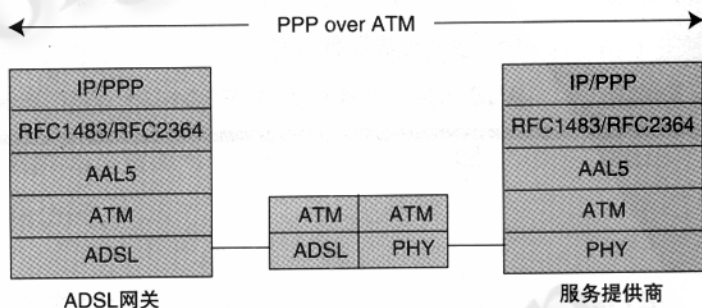 PPP over ATM
IP/PPP
RFC1483/RFC2364
AAL5
ATM
ADSL
ADSL网关
ATM ATM
ADSL PHY
IP/PPP
RFC1483/RFC2364
AAL5
ATM
PHY
服务提供商